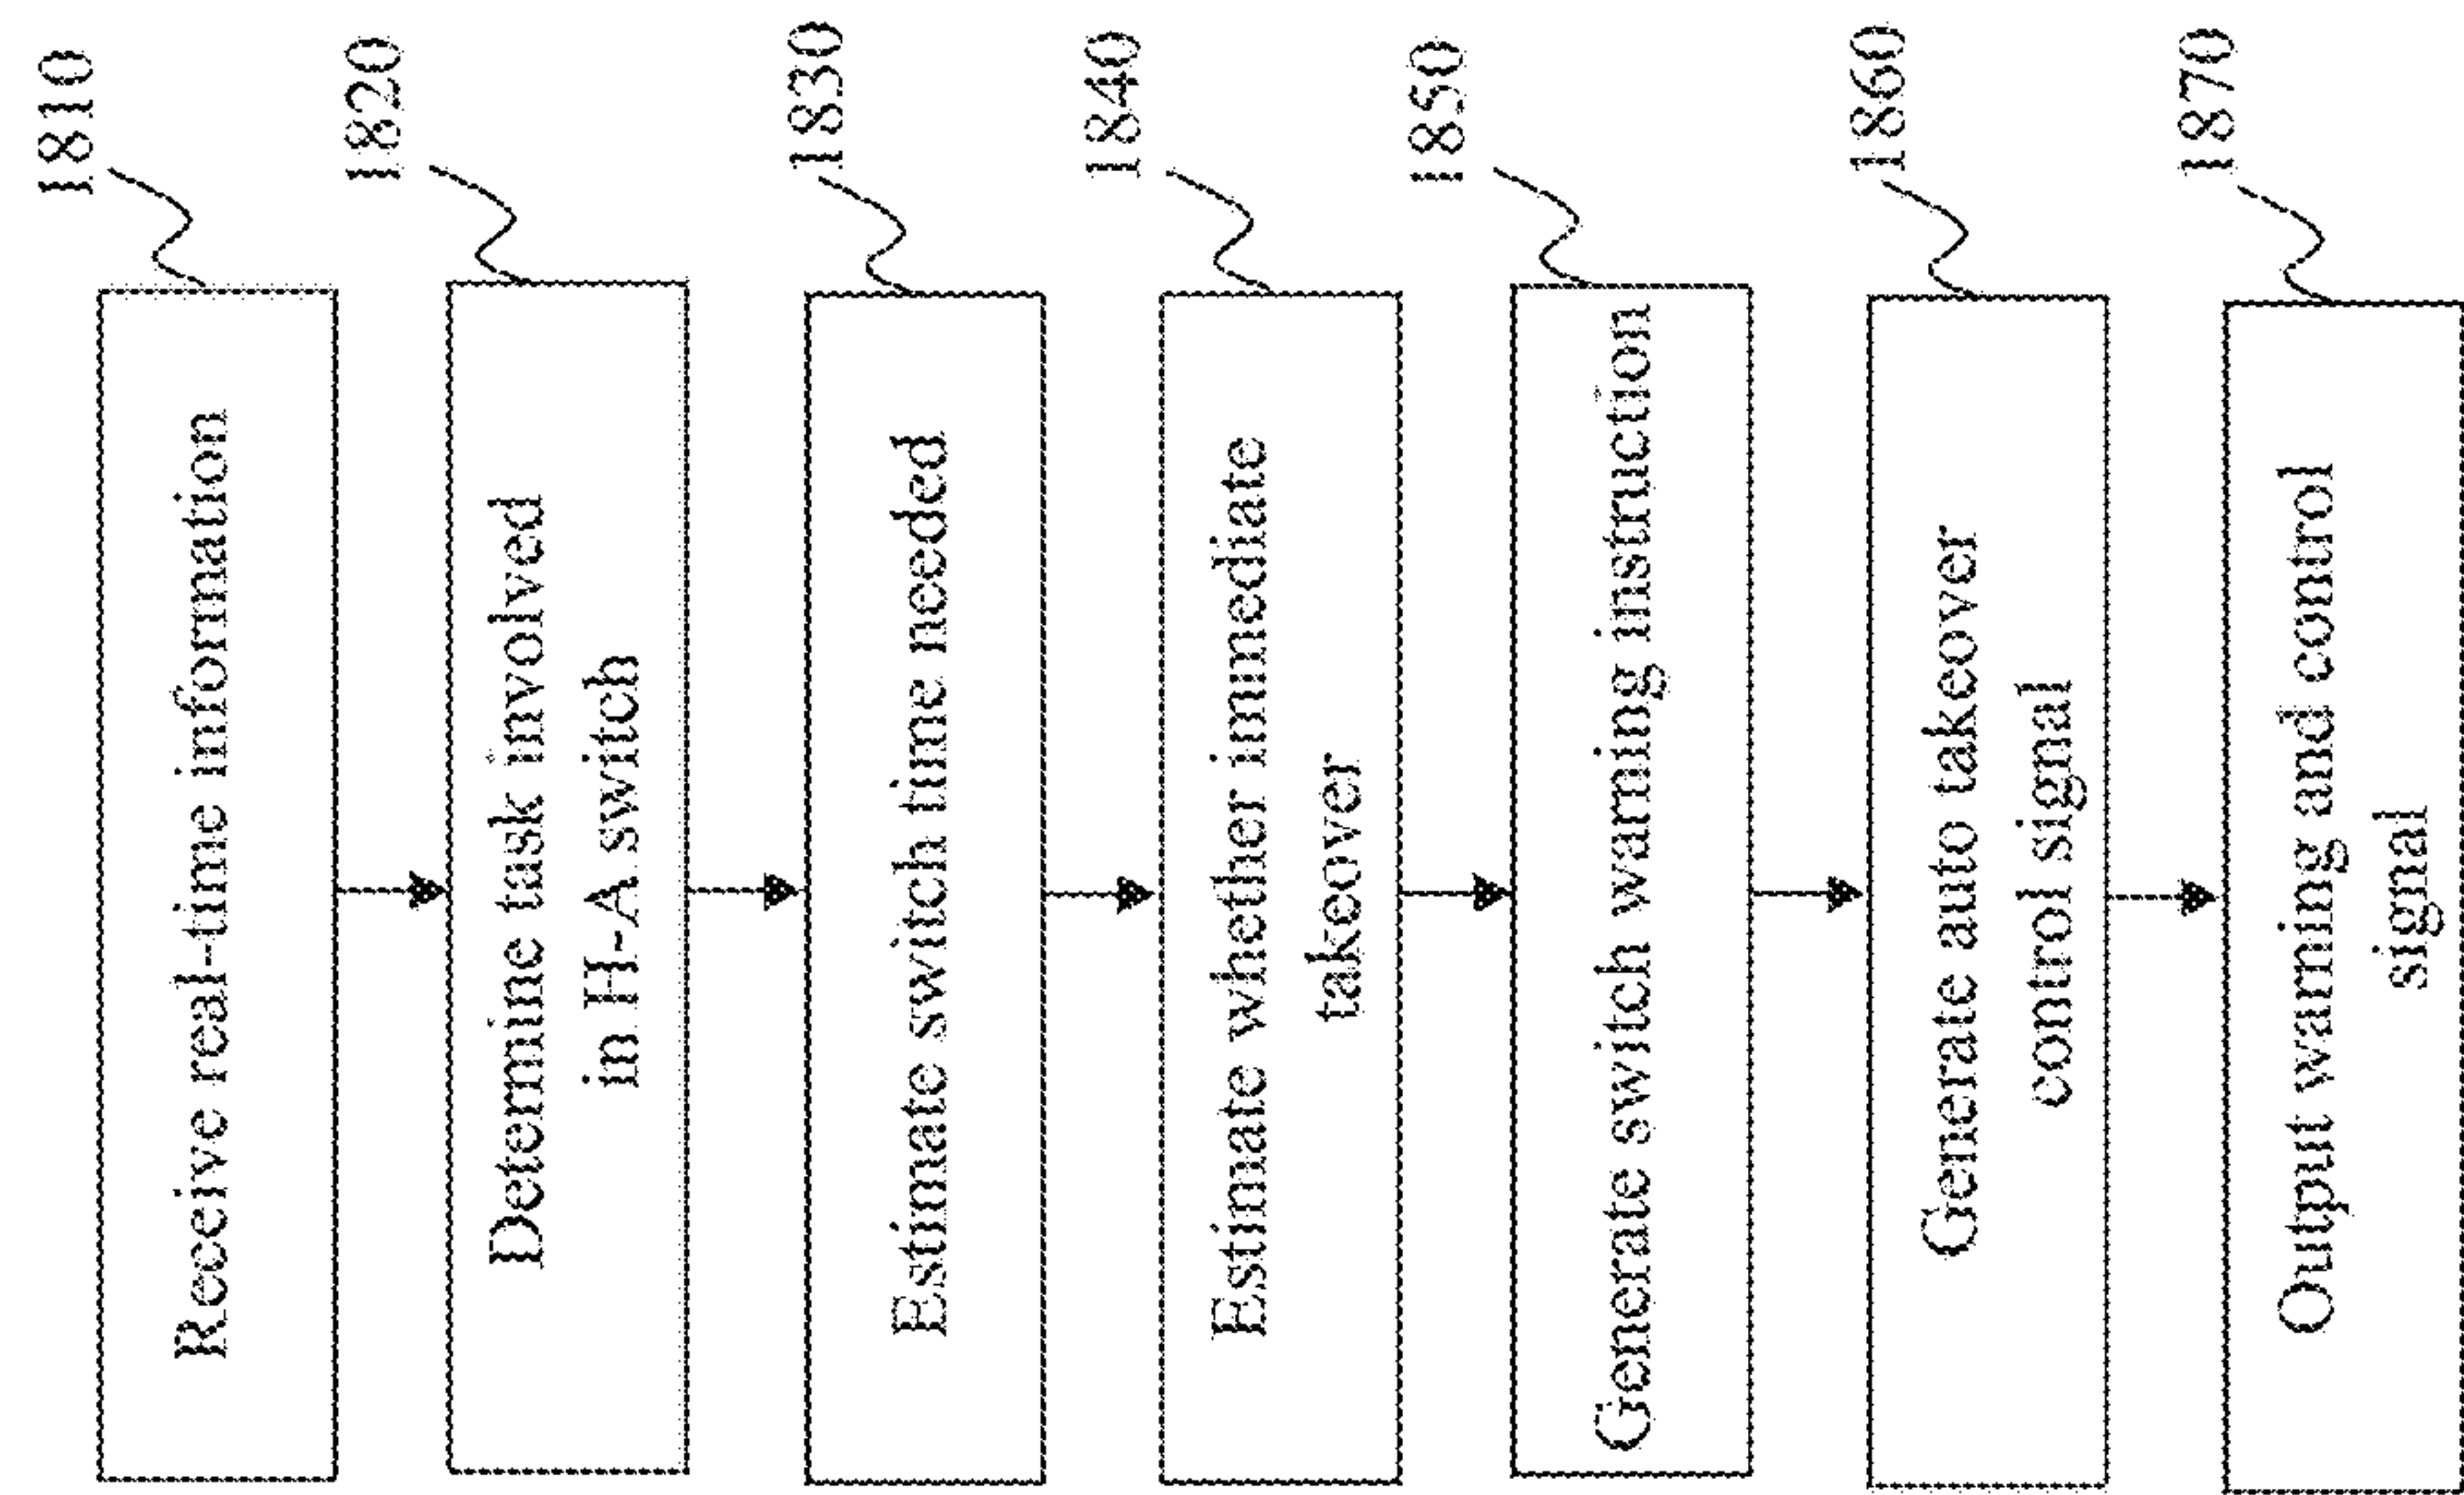 1810
Receive real-time information
1820
Determine task involved
in H-A switch
1830
Estimate switch time needed
1840
Estimate whether immediate
takeover
1850
Generate switch warning instruction
1860
Generate auto takeover
control signal
1870
Output warning and control
signal